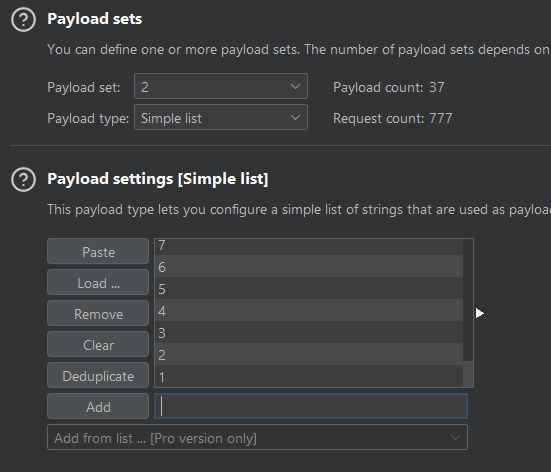 Payload sets
You can define one or more payload sets. The number of payload sets depends on
Payload set: 2 Payload count: 37
Payload type: Simple list Request count: 777
Payload settings [Simple list]
This payload type lets you configure a simple list of strings that are used as payloa
Paste 7
6
Load ... 5
Remove 4
3
Clear 2
Deduplicate 1
Add
Add from list ... [Pro version only]